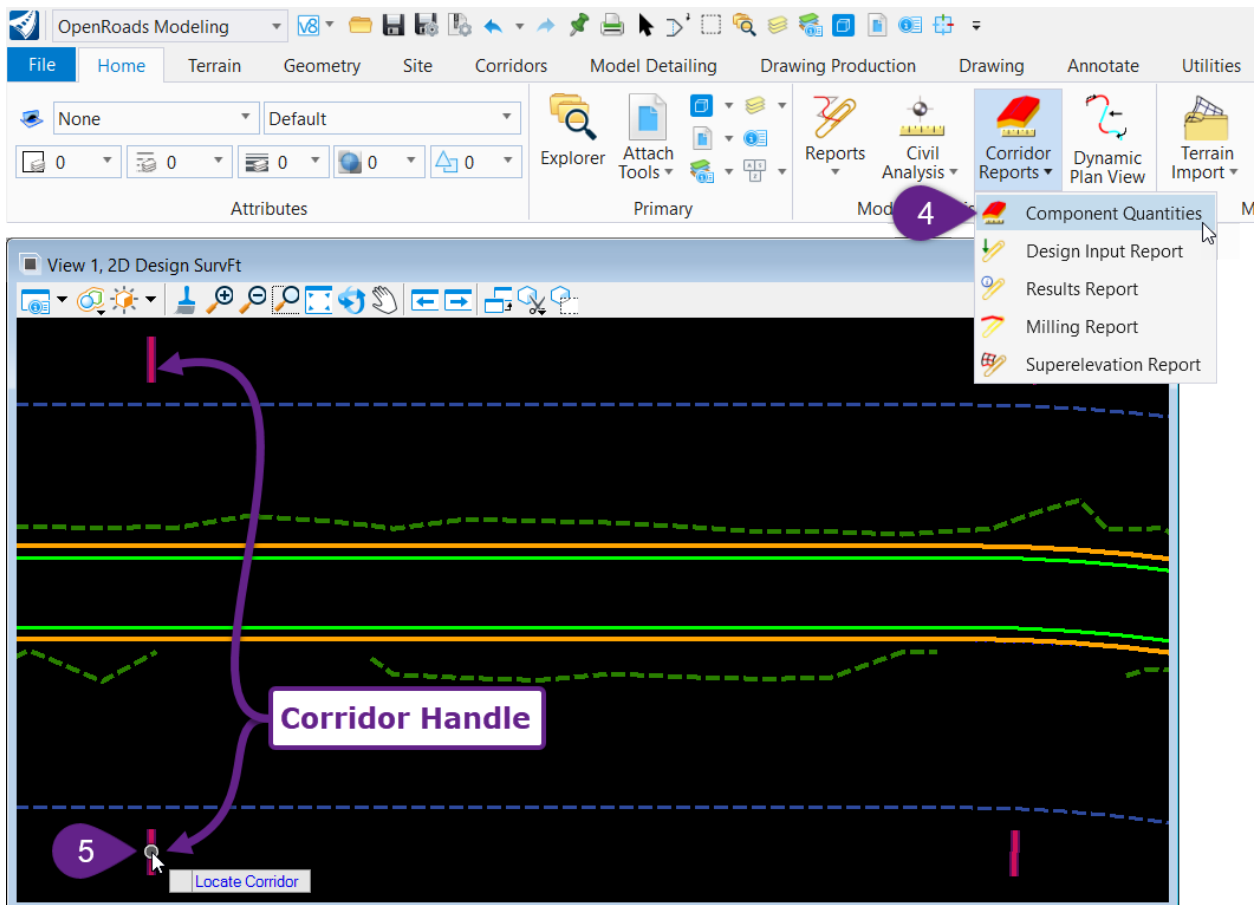 OpenRoads Modeling
V8
File Home Terrain Geometry Site Corridors Model Detailing Drawing Production Drawing Annotate Utilities
None Default
0 0 0 0 0
Explorer
Attach
Tools
Reports
Civil
Analysis
Corridor
Reports
Dynamic
Plan View
Terrain
Import
Attributes Primary
4
Component Quantities
Design Input Report
Results Report
Milling Report
Superelevation Report
View 1, 2D Design SurvFt
Corridor Handle
5
Locate Corridor